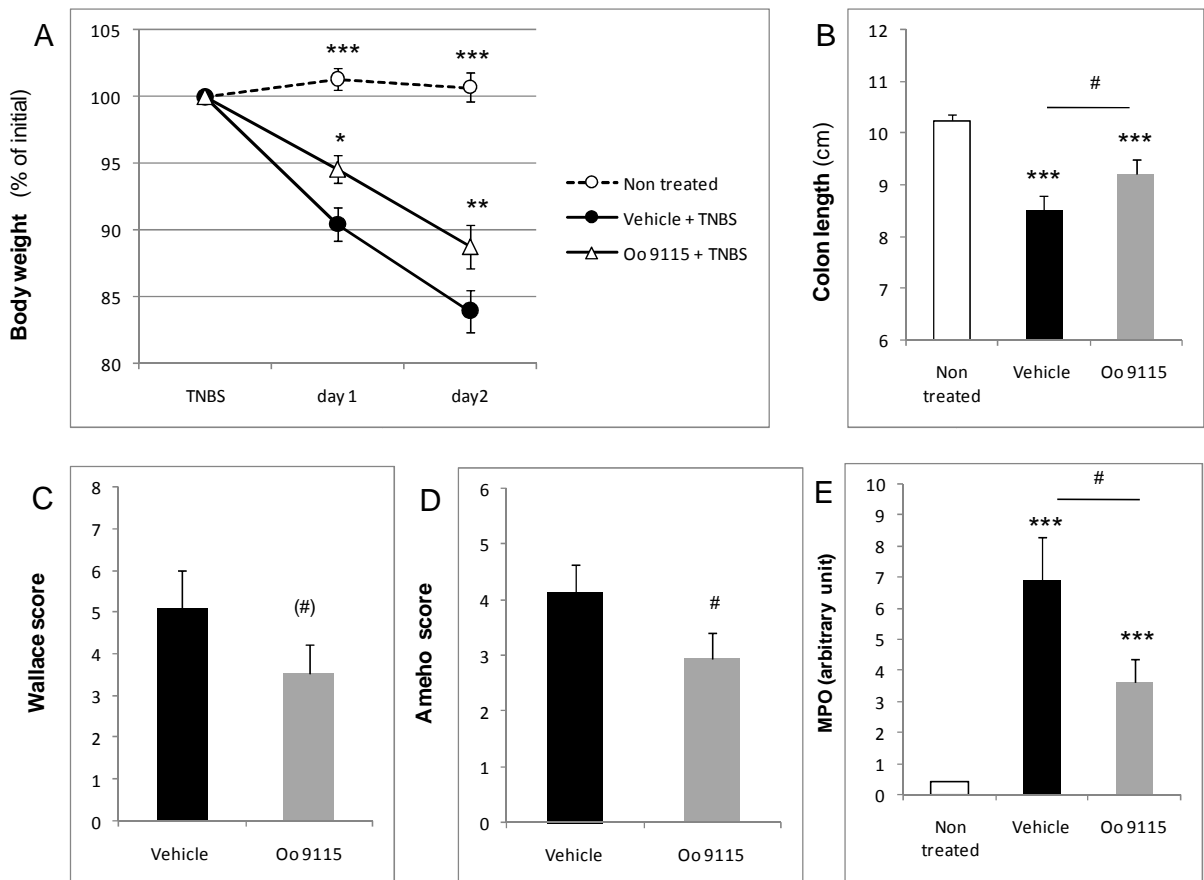 A
Body weight (% of initial)
105
100
95
90
85
80
***
***
*
**
TNBS
day 1
day2
Non treated
Vehicle + TNBS
Oo 9115 + TNBS
B
Colon length (cm)
12
11
10
9
8
7
6
#
***
***
Non
treated
Vehicle
Oo 9115
C
Wallace score
8
7
6
5
4
3
2
1
0
(#)
Vehicle
Oo 9115
D
Ameho score
6
5
4
3
2
1
0
#
Vehicle
Oo 9115
E
MPO (arbitrary unit)
10
9
8
7
6
5
4
3
2
1
0
#
***
***
Non
treated
Vehicle
Oo 9115